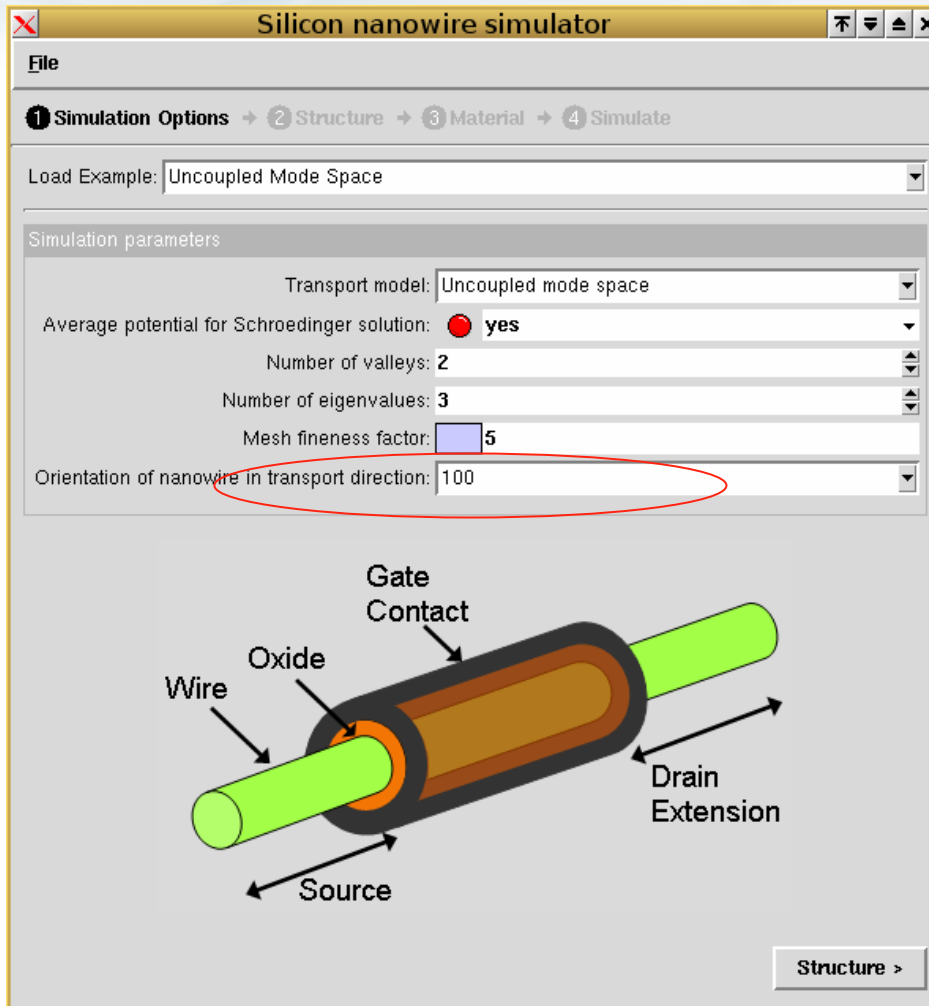 Silicon nanowire simulator
File
1 Simulation Options → 2 Structure → 3 Material → 4 Simulate
Load Example: Uncoupled Mode Space
Simulation parameters
Transport model: Uncoupled mode space
Average potential for Schroedinger solution: yes
Number of valleys: 2
Number of eigenvalues: 3
Mesh fineness factor: 5
Orientation of nanowire in transport direction: 100
Gate
Contact
Oxide
Wire
Drain
Extension
Source
Structure >